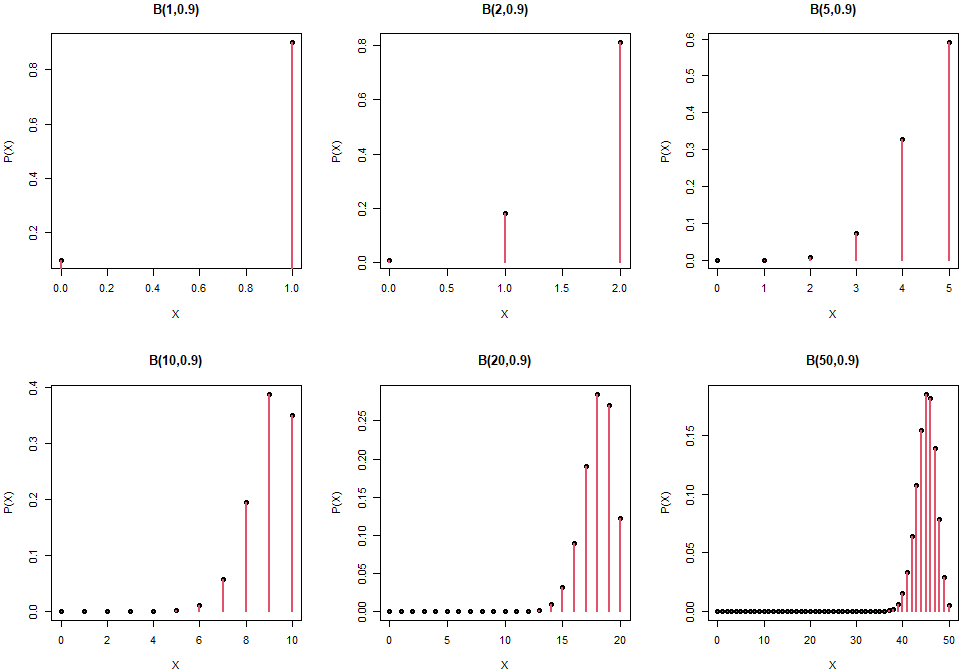 B(1,0.9)
P(X)
0.2 0.4 0.6 0.8
0.0 0.2 0.4 0.6 0.8 1.0
X
B(2,0.9)
P(X)
0.0 0.2 0.4 0.6 0.8
0.0 0.5 1.0 1.5 2.0
X
B(5,0.9)
P(X)
0.0 0.1 0.2 0.3 0.4 0.5 0.6
0 1 2 3 4 5
X
B(10,0.9)
P(X)
0.0 0.1 0.2 0.3 0.4
0 2 4 6 8 10
X
B(20,0.9)
P(X)
0.00 0.05 0.10 0.15 0.20 0.25
0 5 10 15 20
X
B(50,0.9)
P(X)
0.00 0.05 0.10 0.15
0 10 20 30 40 50
X